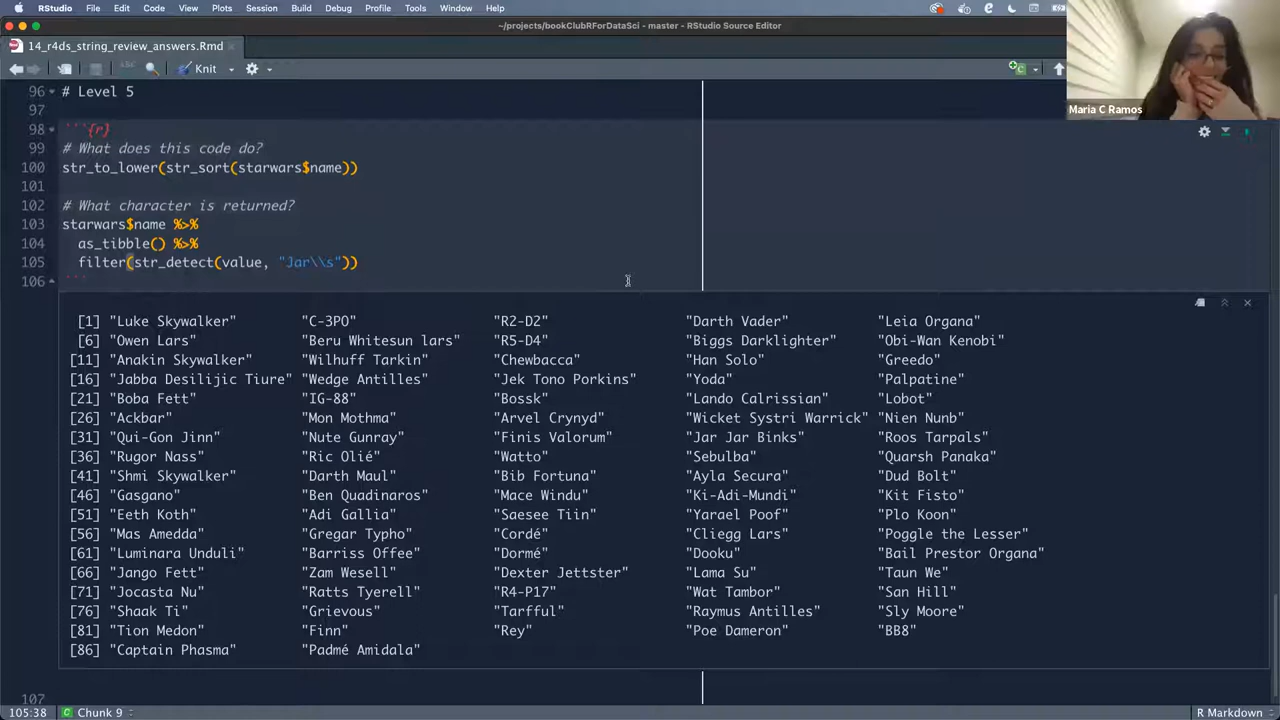 RStudio File Edit Code View Plots Session Build Debug Profile Tools Window Help
~/projects/bookClubRForDataSci - master - RStudio Source Editor
14_r4ds_string_review_answers.Rmd
Knit
Maria C Ramos
96 # Level 5
97
98 ```{r}
99 # What does this code do?
100 str_to_lower(str_sort(starwars$name))
101
102 # What character is returned?
103 starwars$name %>%
104 as_tibble() %>%
105 filter(str_detect(value, "Jar\\s"))
106 ```
[1] "Luke Skywalker" "C-3PO" "R2-D2" "Darth Vader" "Leia Organa"
[6] "Owen Lars" "Beru Whitesun lars" "R5-D4" "Biggs Darklighter" "Obi-Wan Kenobi"
[11] "Anakin Skywalker" "Wilhuff Tarkin" "Chewbacca" "Han Solo" "Greedo"
[16] "Jabba Desilijic Tiure" "Wedge Antilles" "Jek Tono Porkins" "Yoda" "Palpatine"
[21] "Boba Fett" "IG-88" "Bossk" "Lando Calrissian" "Lobot"
[26] "Ackbar" "Mon Mothma" "Arvel Crynyd" "Wicket Systri Warrick" "Nien Nunb"
[31] "Qui-Gon Jinn" "Nute Gunray" "Finis Valorum" "Jar Jar Binks" "Roos Tarpals"
[36] "Rugor Nass" "Ric Olié" "Watto" "Sebulba" "Quarsh Panaka"
[41] "Shmi Skywalker" "Darth Maul" "Bib Fortuna" "Ayla Secura" "Dud Bolt"
[46] "Gasgano" "Ben Quadinaros" "Mace Windu" "Ki-Adi-Mundi" "Kit Fisto"
[51] "Eeth Koth" "Adi Gallia" "Saesee Tiin" "Yarael Poof" "Plo Koon"
[56] "Mas Amedda" "Gregar Typho" "Cordé" "Cliegg Lars" "Poggle the Lesser"
[61] "Luminara Unduli" "Barriss Offee" "Dormé" "Dooku" "Bail Prestor Organa"
[66] "Jango Fett" "Zam Wesell" "Dexter Jettster" "Lama Su" "Taun We"
[71] "Jocasta Nu" "Ratts Tyerell" "R4-P17" "Wat Tambor" "San Hill"
[76] "Shaak Ti" "Grievous" "Tarfful" "Raymus Antilles" "Sly Moore"
[81] "Tion Medon" "Finn" "Rey" "Poe Dameron" "BB8"
[86] "Captain Phasma" "Padmé Amidala"
107
105:38 Chunk 9 R Markdown